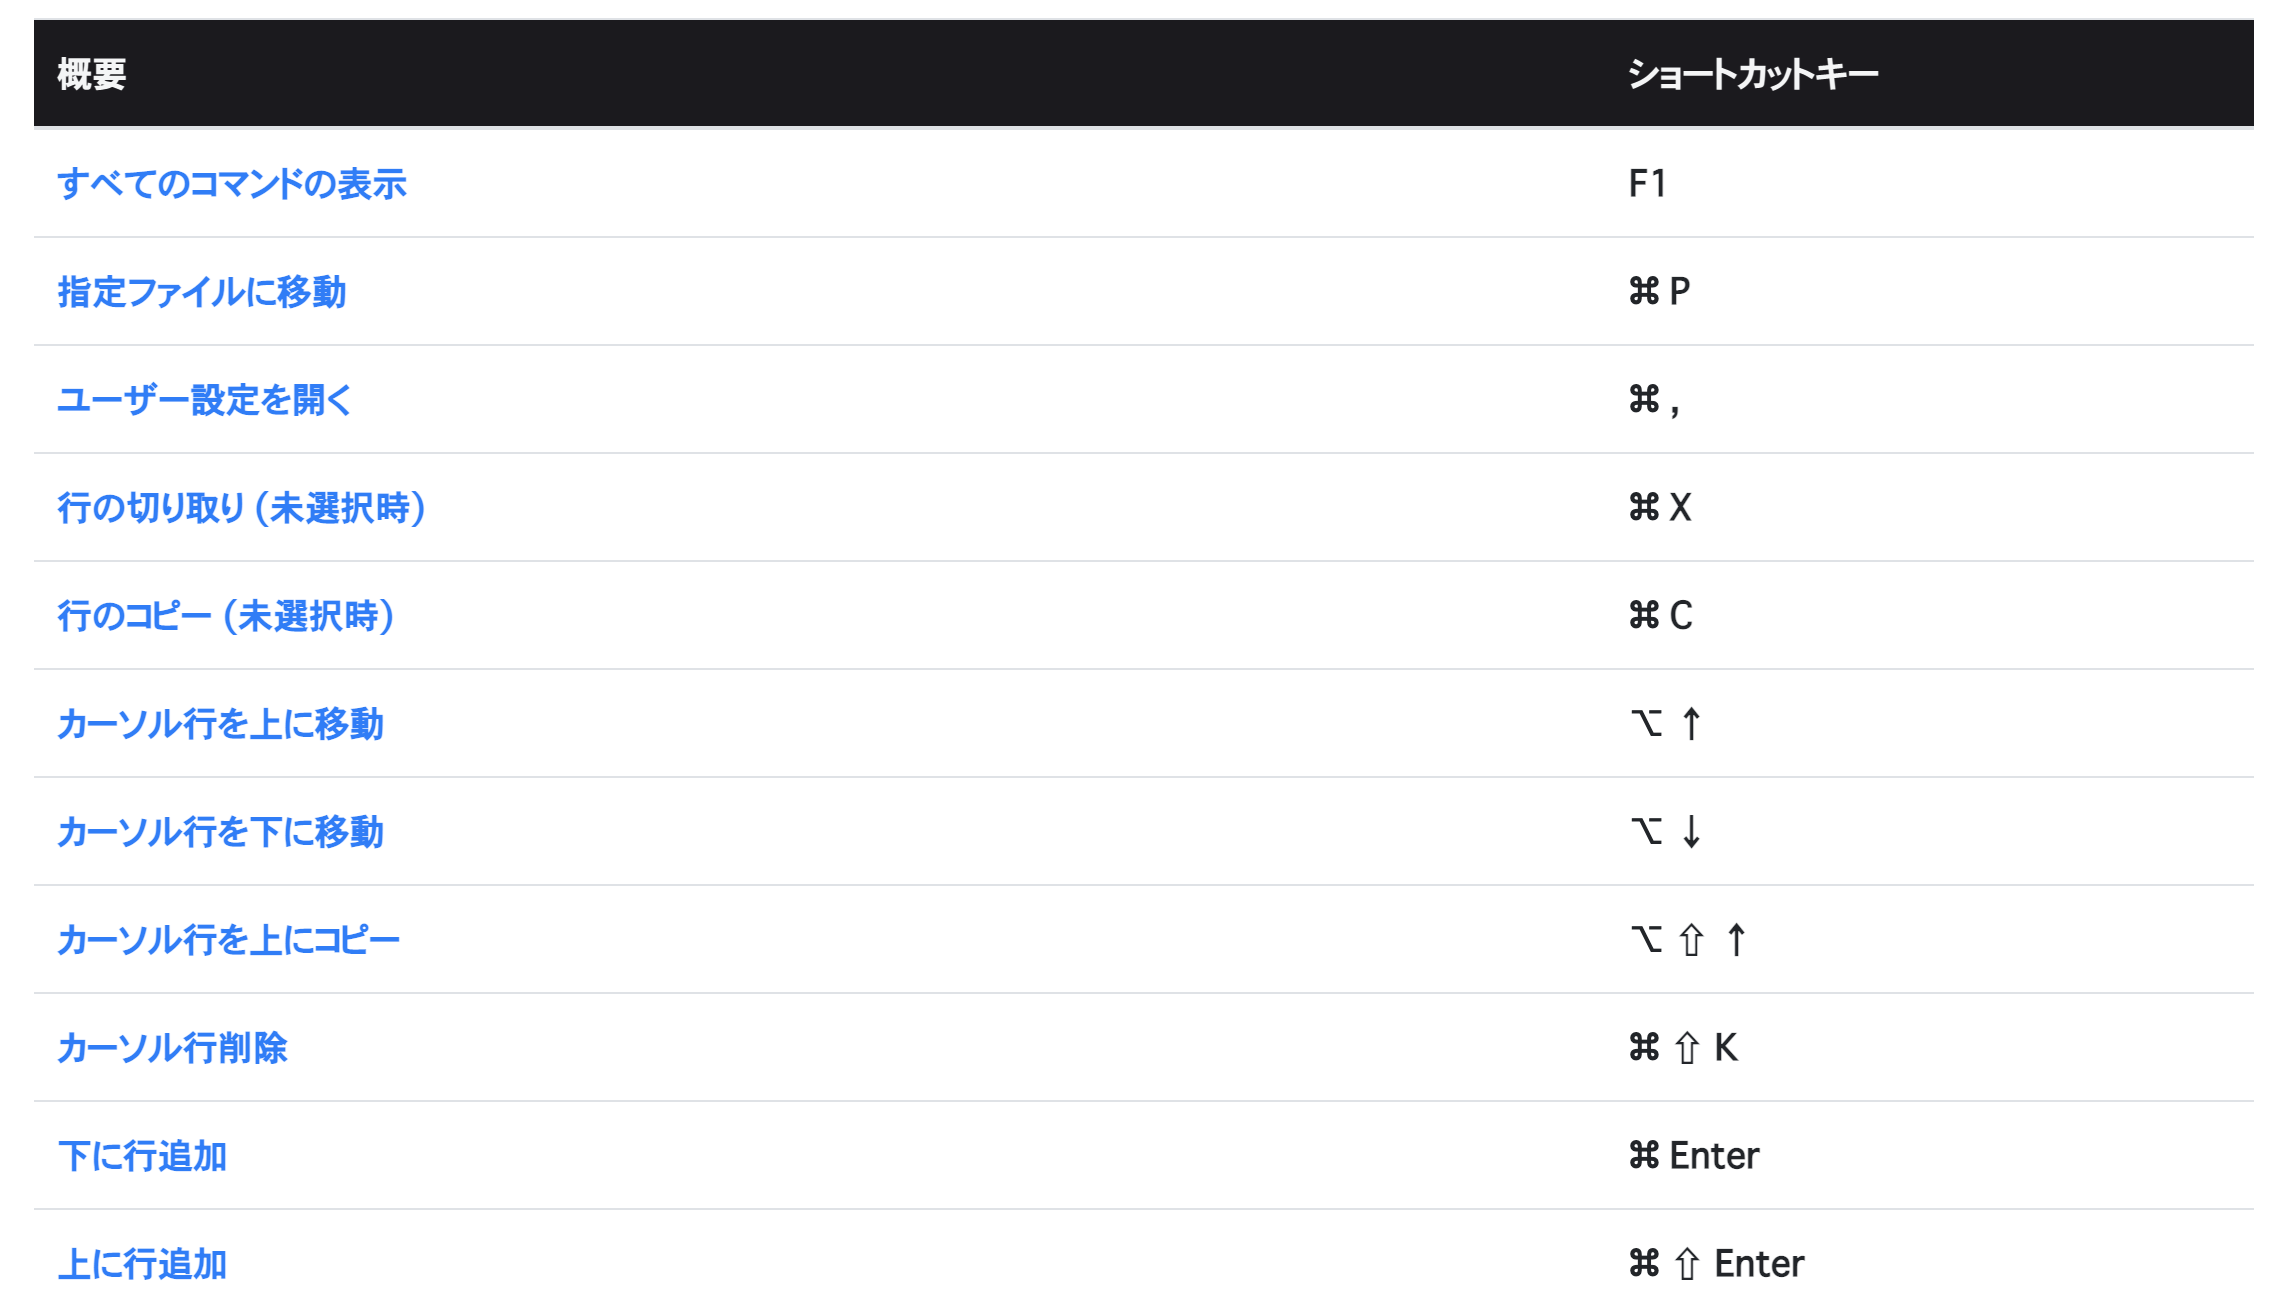 概要 ショートカットキー
すべてのコマンドの表示 F1
指定ファイルに移動 ⌘ P
ユーザー設定を開く ⌘ ,
行の切り取り (未選択時) ⌘ X
行のコピー (未選択時) ⌘ C
カーソル行を上に移動 ⌥ ↑
カーソル行を下に移動 ⌥ ↓
カーソル行を上にコピー ⌥ ⇧ ↑
カーソル行削除 ⌘ ⇧ K
下に行追加 ⌘ Enter
上に行追加 ⌘ ⇧ Enter